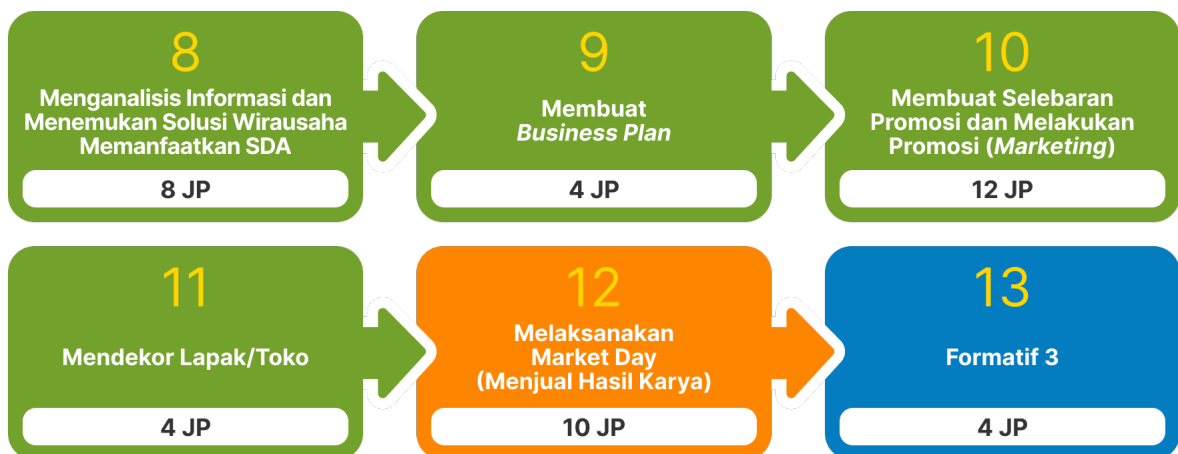 8
Menganalisis Informasi dan
Menemukan Solusi Wirausaha
Memanfaatkan SDA
8 JP
9
Membuat
Business Plan
4 JP
10
Membuat Selebaran
Promosi dan Melakukan
Promosi (Marketing)
12 JP
11
Mendekor Lapak/Toko
4 JP
12
Melaksanakan
Market Day
(Menjual Hasil Karya)
10 JP
13
Formatif 3
4 JP